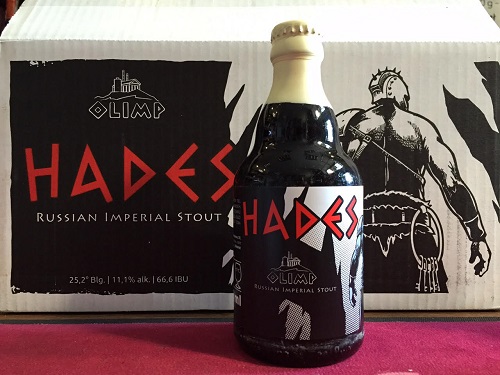 OLIMP
HADES
RUSSIAN IMPERIAL STOUT
25,2° Blg. | 11,1% alk. | 66,6 IBU
HADES
OLIMP
RUSSIAN IMPERIAL STOUT